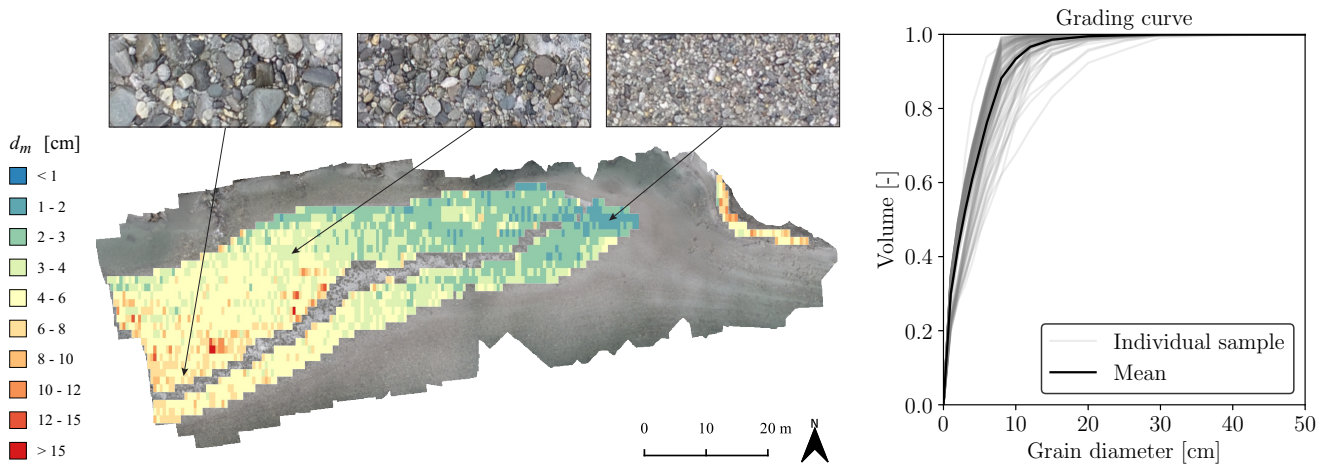 d_m [cm]
< 1
1 - 2
2 - 3
3 - 4
4 - 6
6 - 8
8 - 10
10 - 12
12 - 15
> 15
0 10 20 m
N
Grading curve
Volume [-]
1.0
0.8
0.6
0.4
0.2
0.0
Individual sample
Mean
0 10 20 30 40 50
Grain diameter [cm]